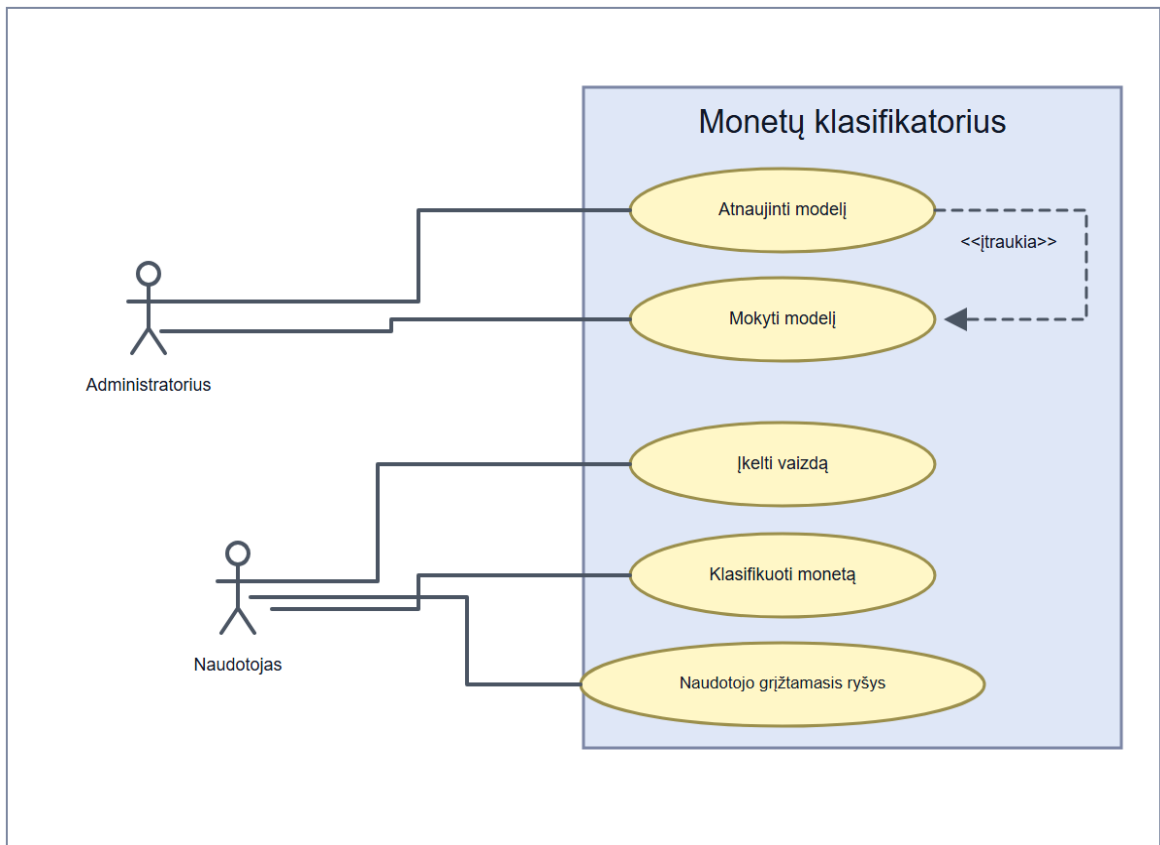 Monetų klasifikatorius
Atnaujinti modelį
<<įtraukia>>
Mokyti modelį
Administratorius
Įkelti vaizdą
Klasifikuoti monetą
Naudotojas
Naudotojo grįžtamasis ryšys